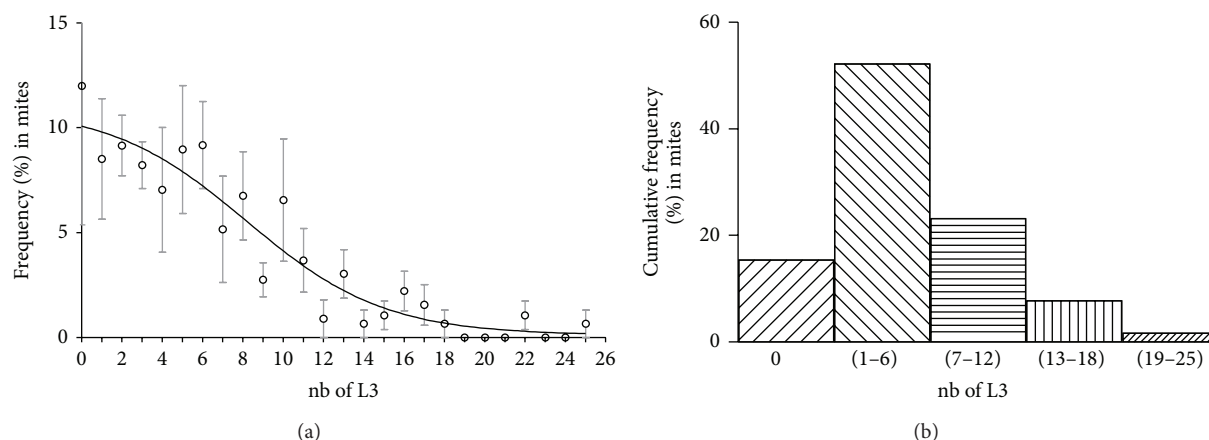 15
10
5
0
Frequency (%) in mites
0 2 4 6 8 10 12 14 16 18 20 22 24 26
nb of L3
(a)
60
40
20
0
Cumulative frequency
(%) in mites
0 (1–6) (7–12) (13–18) (19–25)
nb of L3
(b)